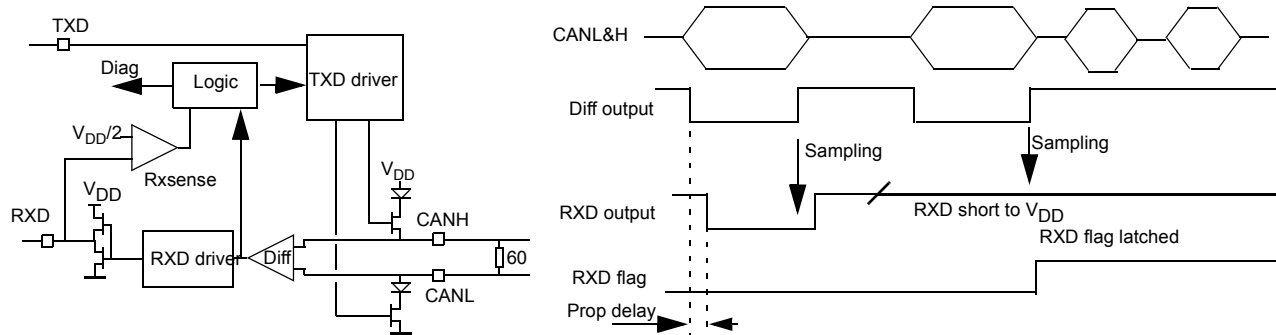 TXD
Diag
Logic
TXD driver
VDD/2
Rxsense
VDD
VDD
RXD
CANH
RXD driver
Diff
60
CANL
CANL&H
Diff output
Sampling
Sampling
RXD output
RXD short to VDD
RXD flag latched
RXD flag
Prop delay